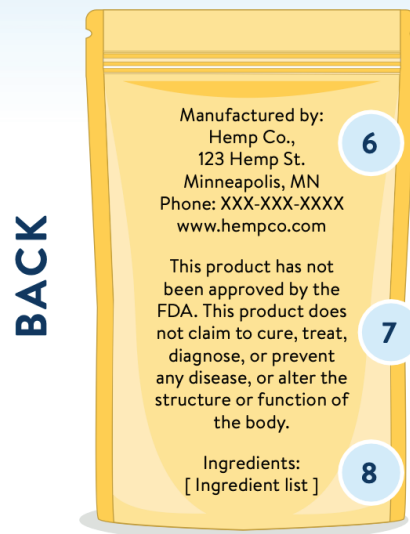 BACK
Manufactured by:
Hemp Co.,
123 Hemp St.
Minneapolis, MN
Phone: XXX-XXX-XXXX
www.hempco.com
6
This product has not
been approved by the
FDA. This product does
not claim to cure, treat,
diagnose, or prevent
any disease, or alter the
structure or function of
the body.
7
Ingredients:
[ Ingredient list ]
8